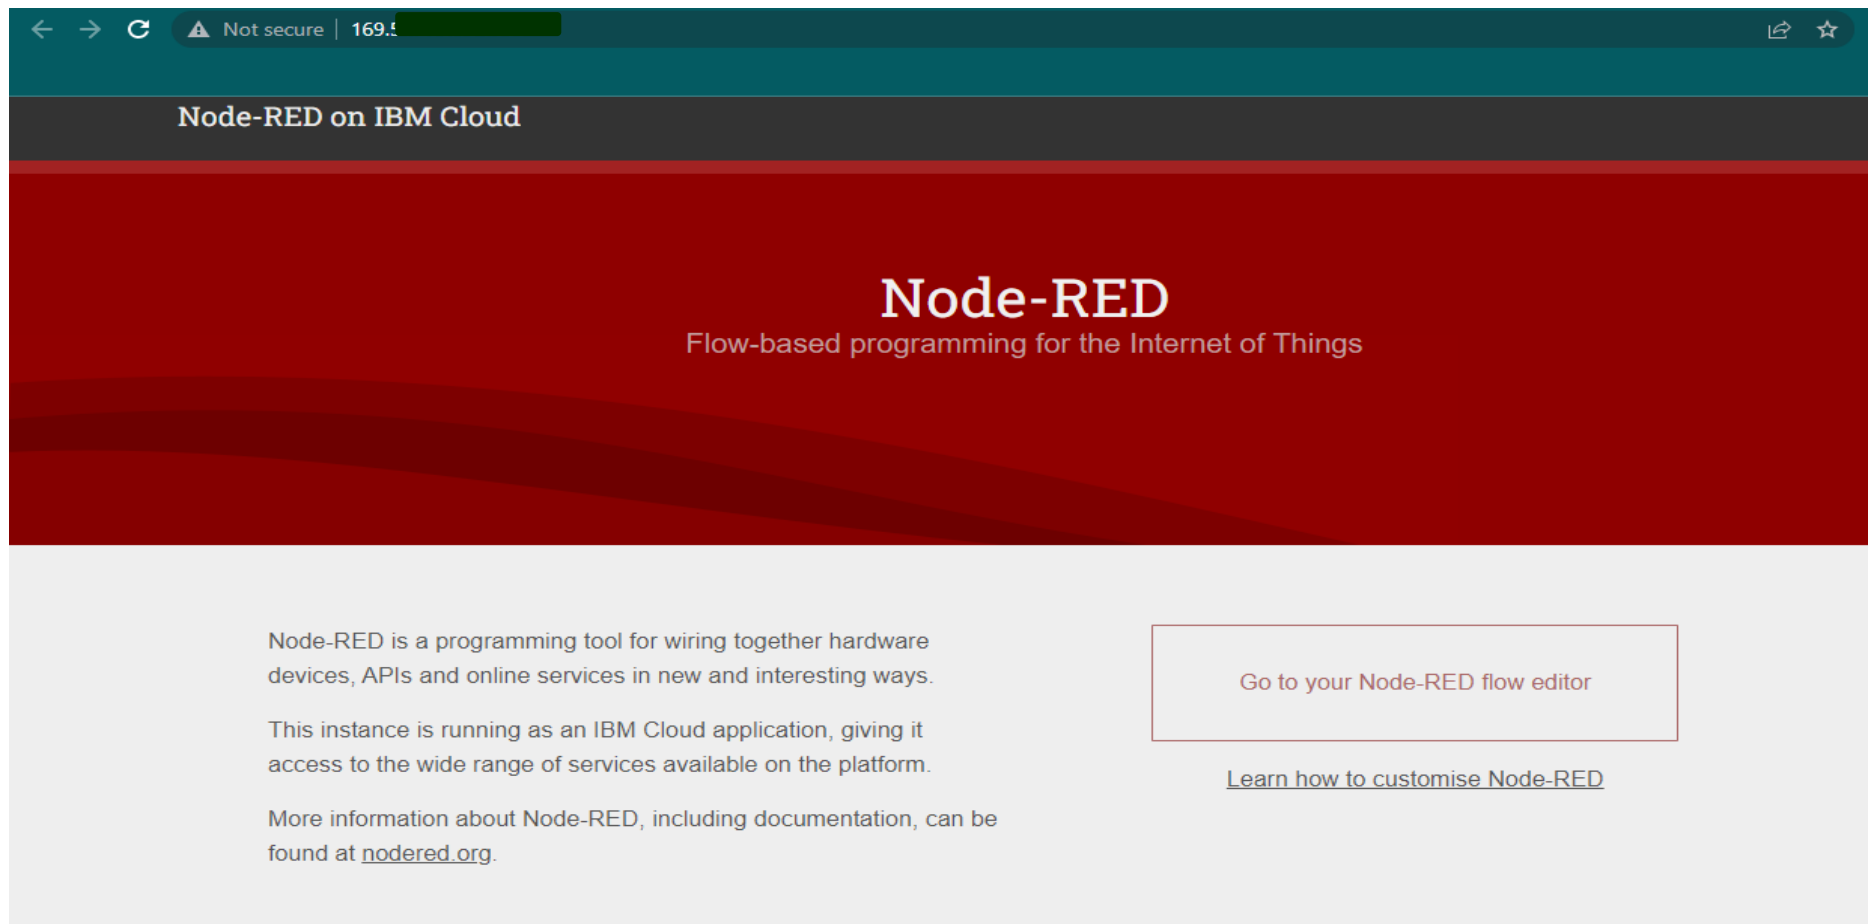 Not secure | 169.5
Node-RED on IBM Cloud
Node-RED
Flow-based programming for the Internet of Things
Node-RED is a programming tool for wiring together hardware
devices, APIs and online services in new and interesting ways.
This instance is running as an IBM Cloud application, giving it
access to the wide range of services available on the platform.
More information about Node-RED, including documentation, can be
found at nodered.org.
Go to your Node-RED flow editor
Learn how to customise Node-RED